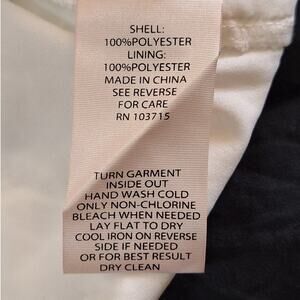 SHELL:
100%POLYESTER
LINING:
100%POLYESTER
MADE IN CHINA
SEE REVERSE
FOR CARE
RN 103715
TURN GARMENT
INSIDE OUT
HAND WASH COLD
ONLY NON-CHLORINE
BLEACH WHEN NEEDED
LAY FLAT TO DRY
COOL IRON ON REVERSE
SIDE IF NEEDED
OR FOR BEST RESULT
DRY CLEAN